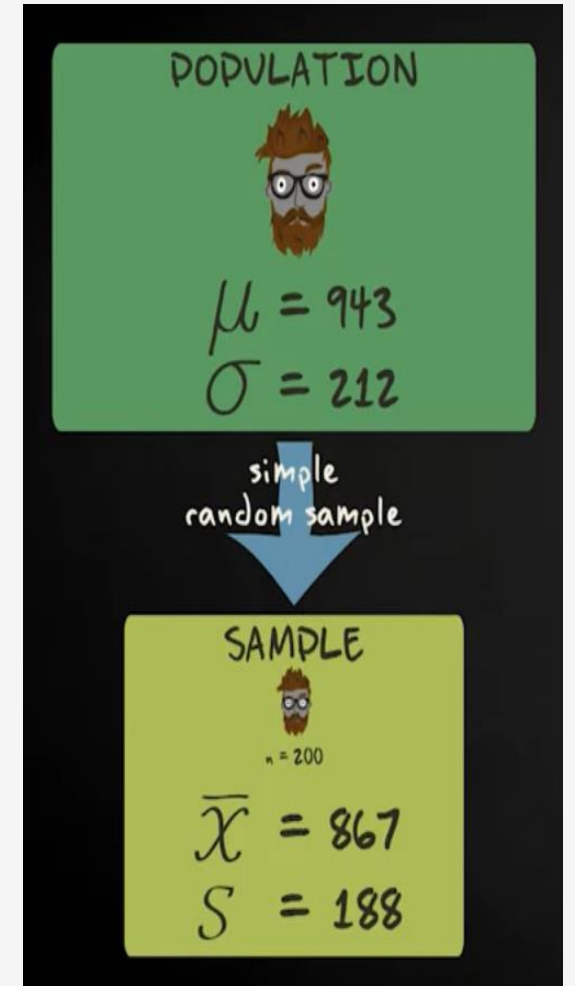 POPULATION
μ = 943
σ = 212
simple
random sample
SAMPLE
n = 200
x̅ = 867
S = 188